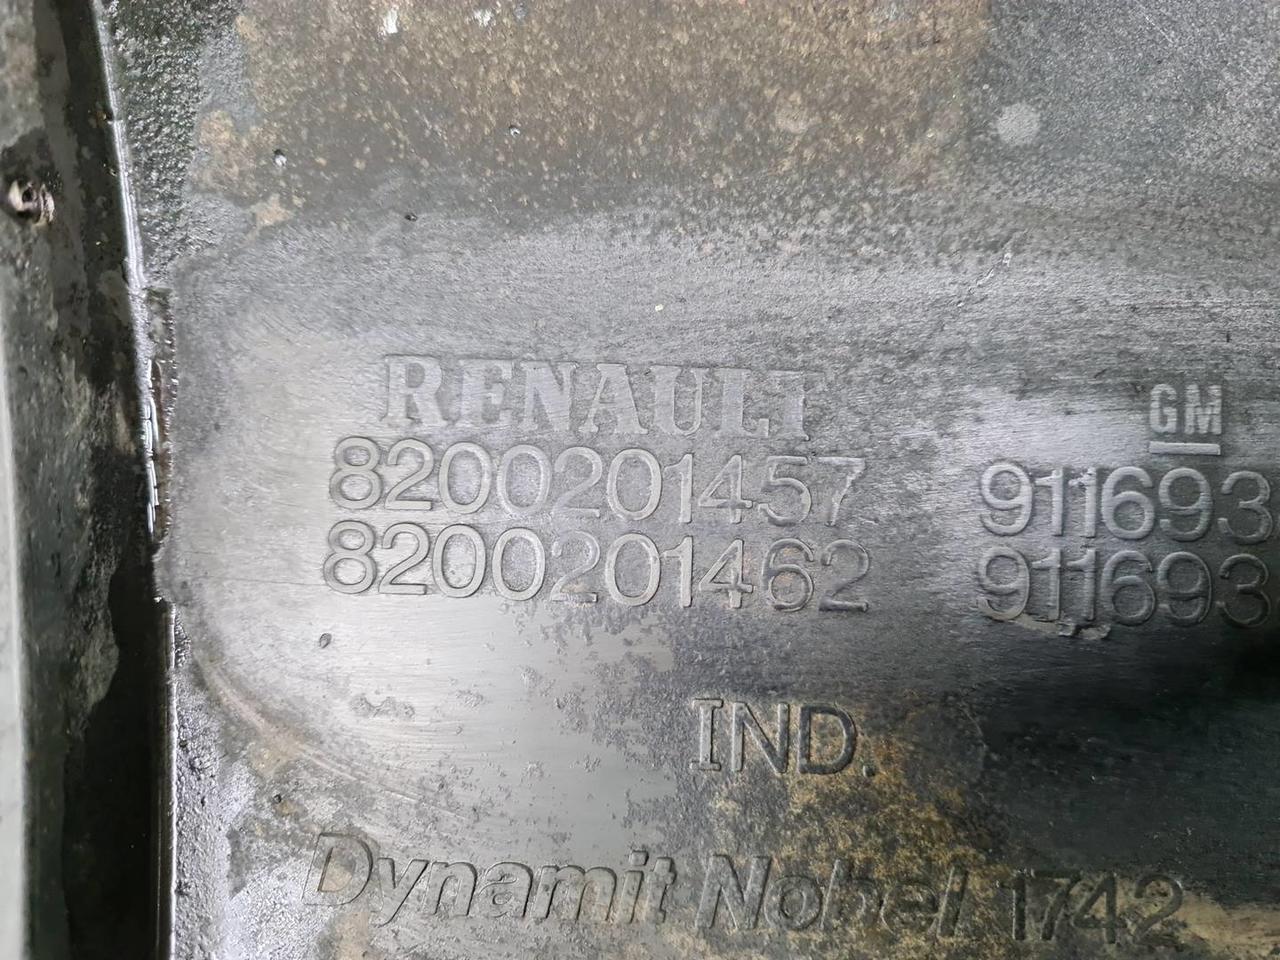 RENAULT
8200201457
8200201462
GM
911693
911693
IND.
Dynamit Nobel 1742